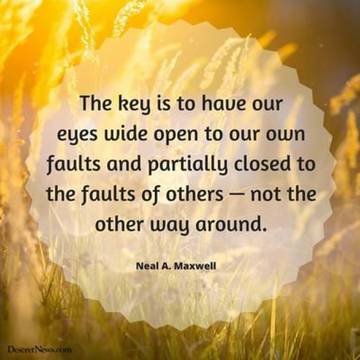 The key is to have our
eyes wide open to our own
faults and partially closed to
the faults of others — not the
other way around.
Neal A. Maxwell
DeseretNews.com